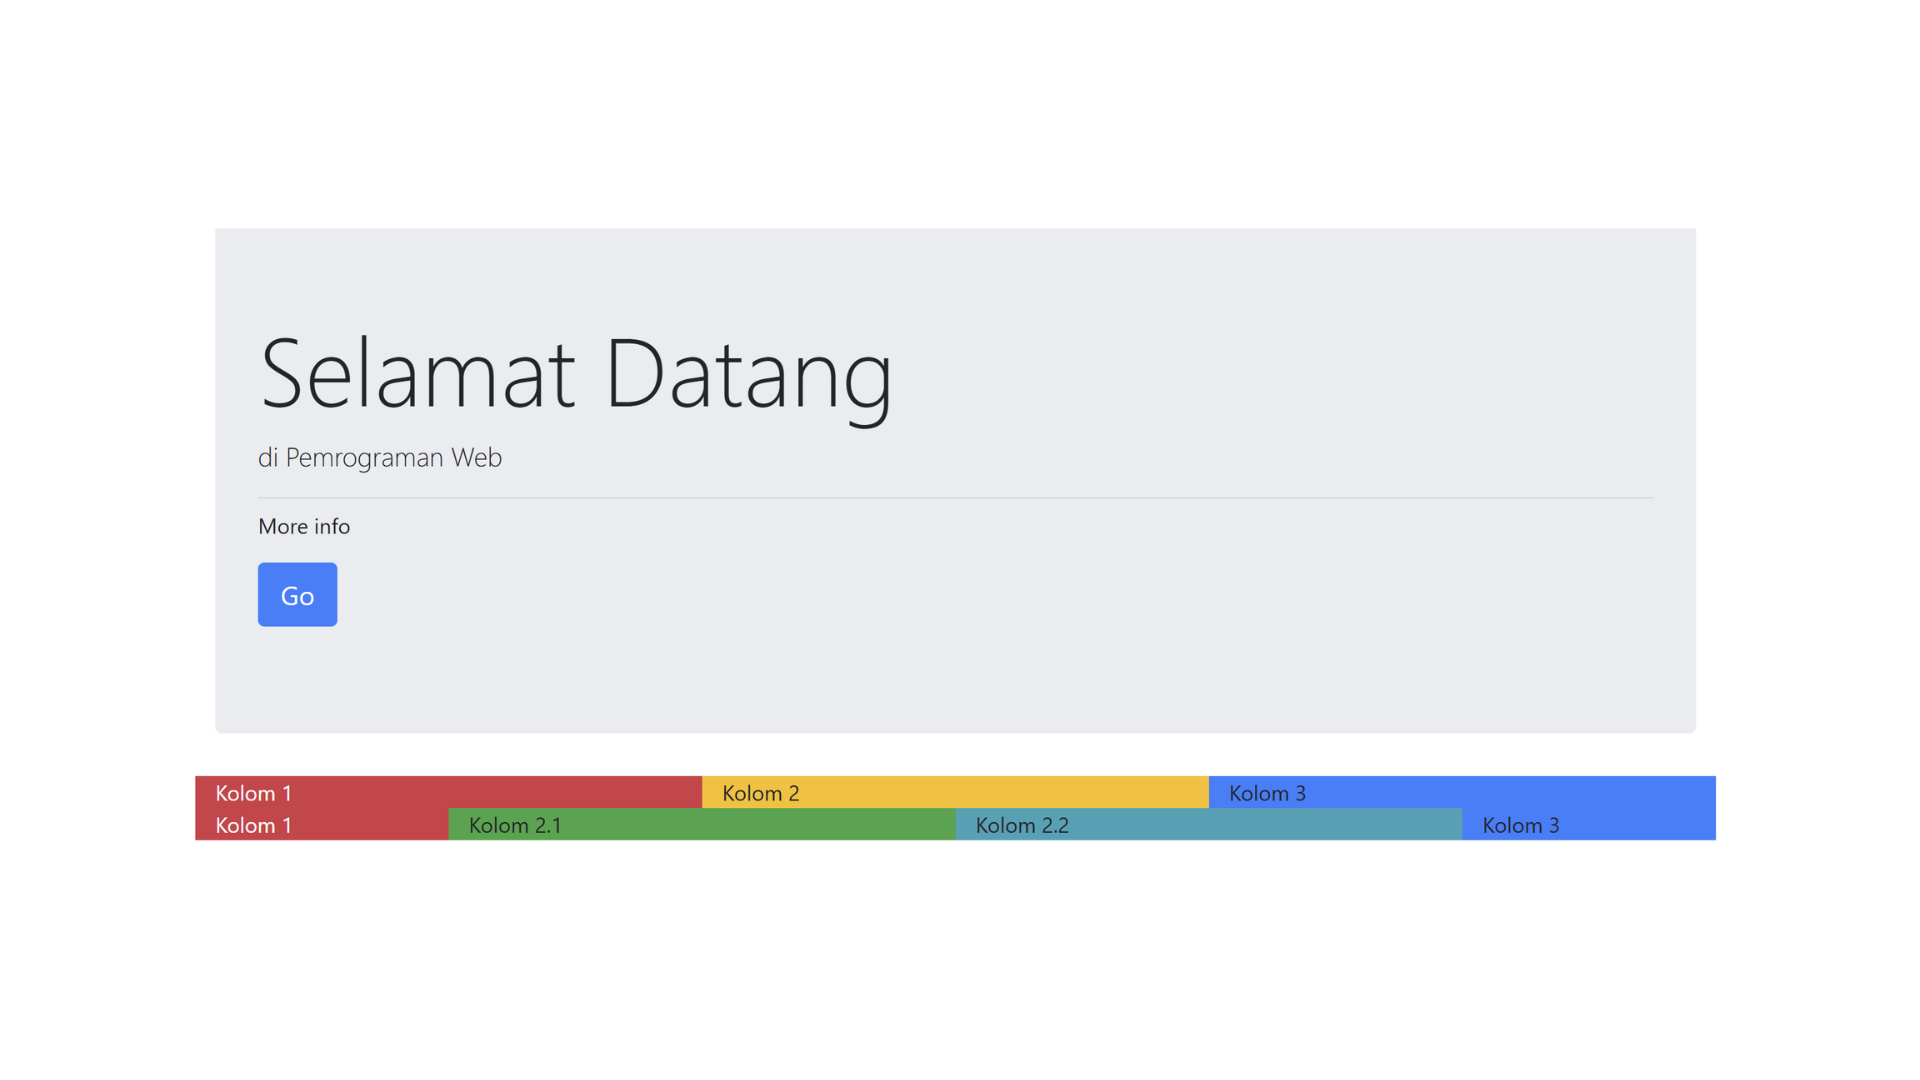 Selamat Datang
di Pemrograman Web
More info
Go
Kolom 1 Kolom 2 Kolom 3
Kolom 1 Kolom 2.1 Kolom 2.2 Kolom 3